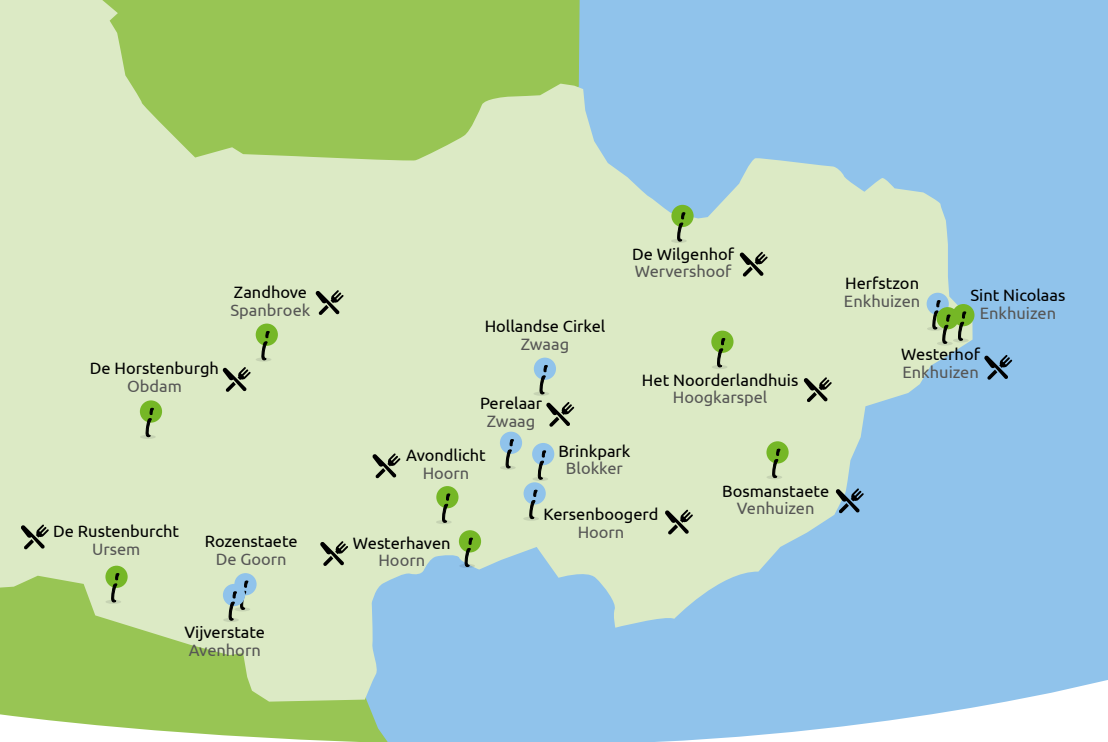 De Wilgenhof
Wervershoof
Herfstzon
Enkhuizen
Sint Nicolaas
Enkhuizen
Zandhove
Spanbroek
Hollandse Cirkel
Zwaag
Westerhof
Enkhuizen
De Horstenburgh
Obdam
Het Noorderlandhuis
Hoogkarspel
Perelaar
Zwaag
Avondlicht
Hoorn
Brinkpark
Blokker
Bosmanstaete
Venhuizen
Kersenboogerd
Hoorn
De Rustenburcht
Ursem
Rozenstaete
De Goorn
Westerhaven
Hoorn
Vijverstate
Avenhorn